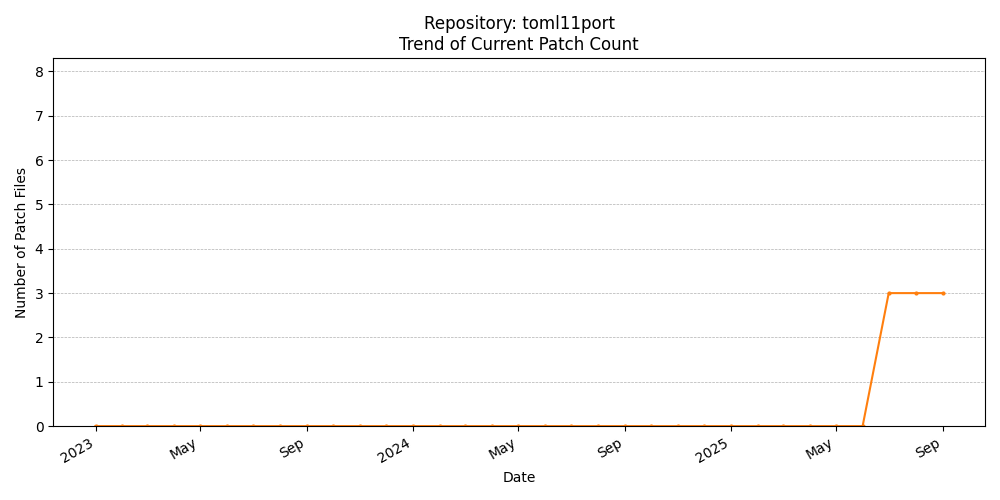 Repository: toml11port
Trend of Current Patch Count
Number of Patch Files
8
7
6
5
4
3
2
1
0
2023 May Sep 2024 May Sep 2025 May Sep
Date